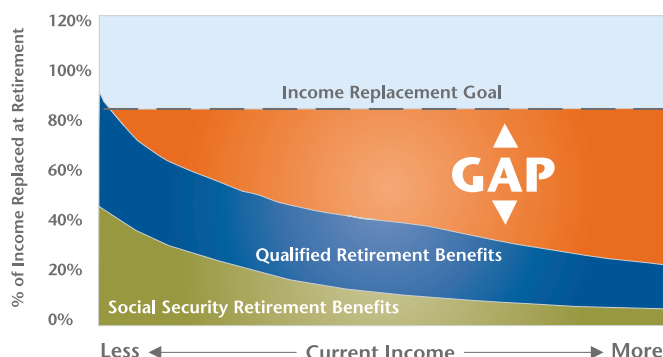 120%
100%
80%
60%
40%
20%
0%
% of Income Replaced at Retirement
Income Replacement Goal
GAP
Qualified Retirement Benefits
Social Security Retirement Benefits
Less
Current Income
More